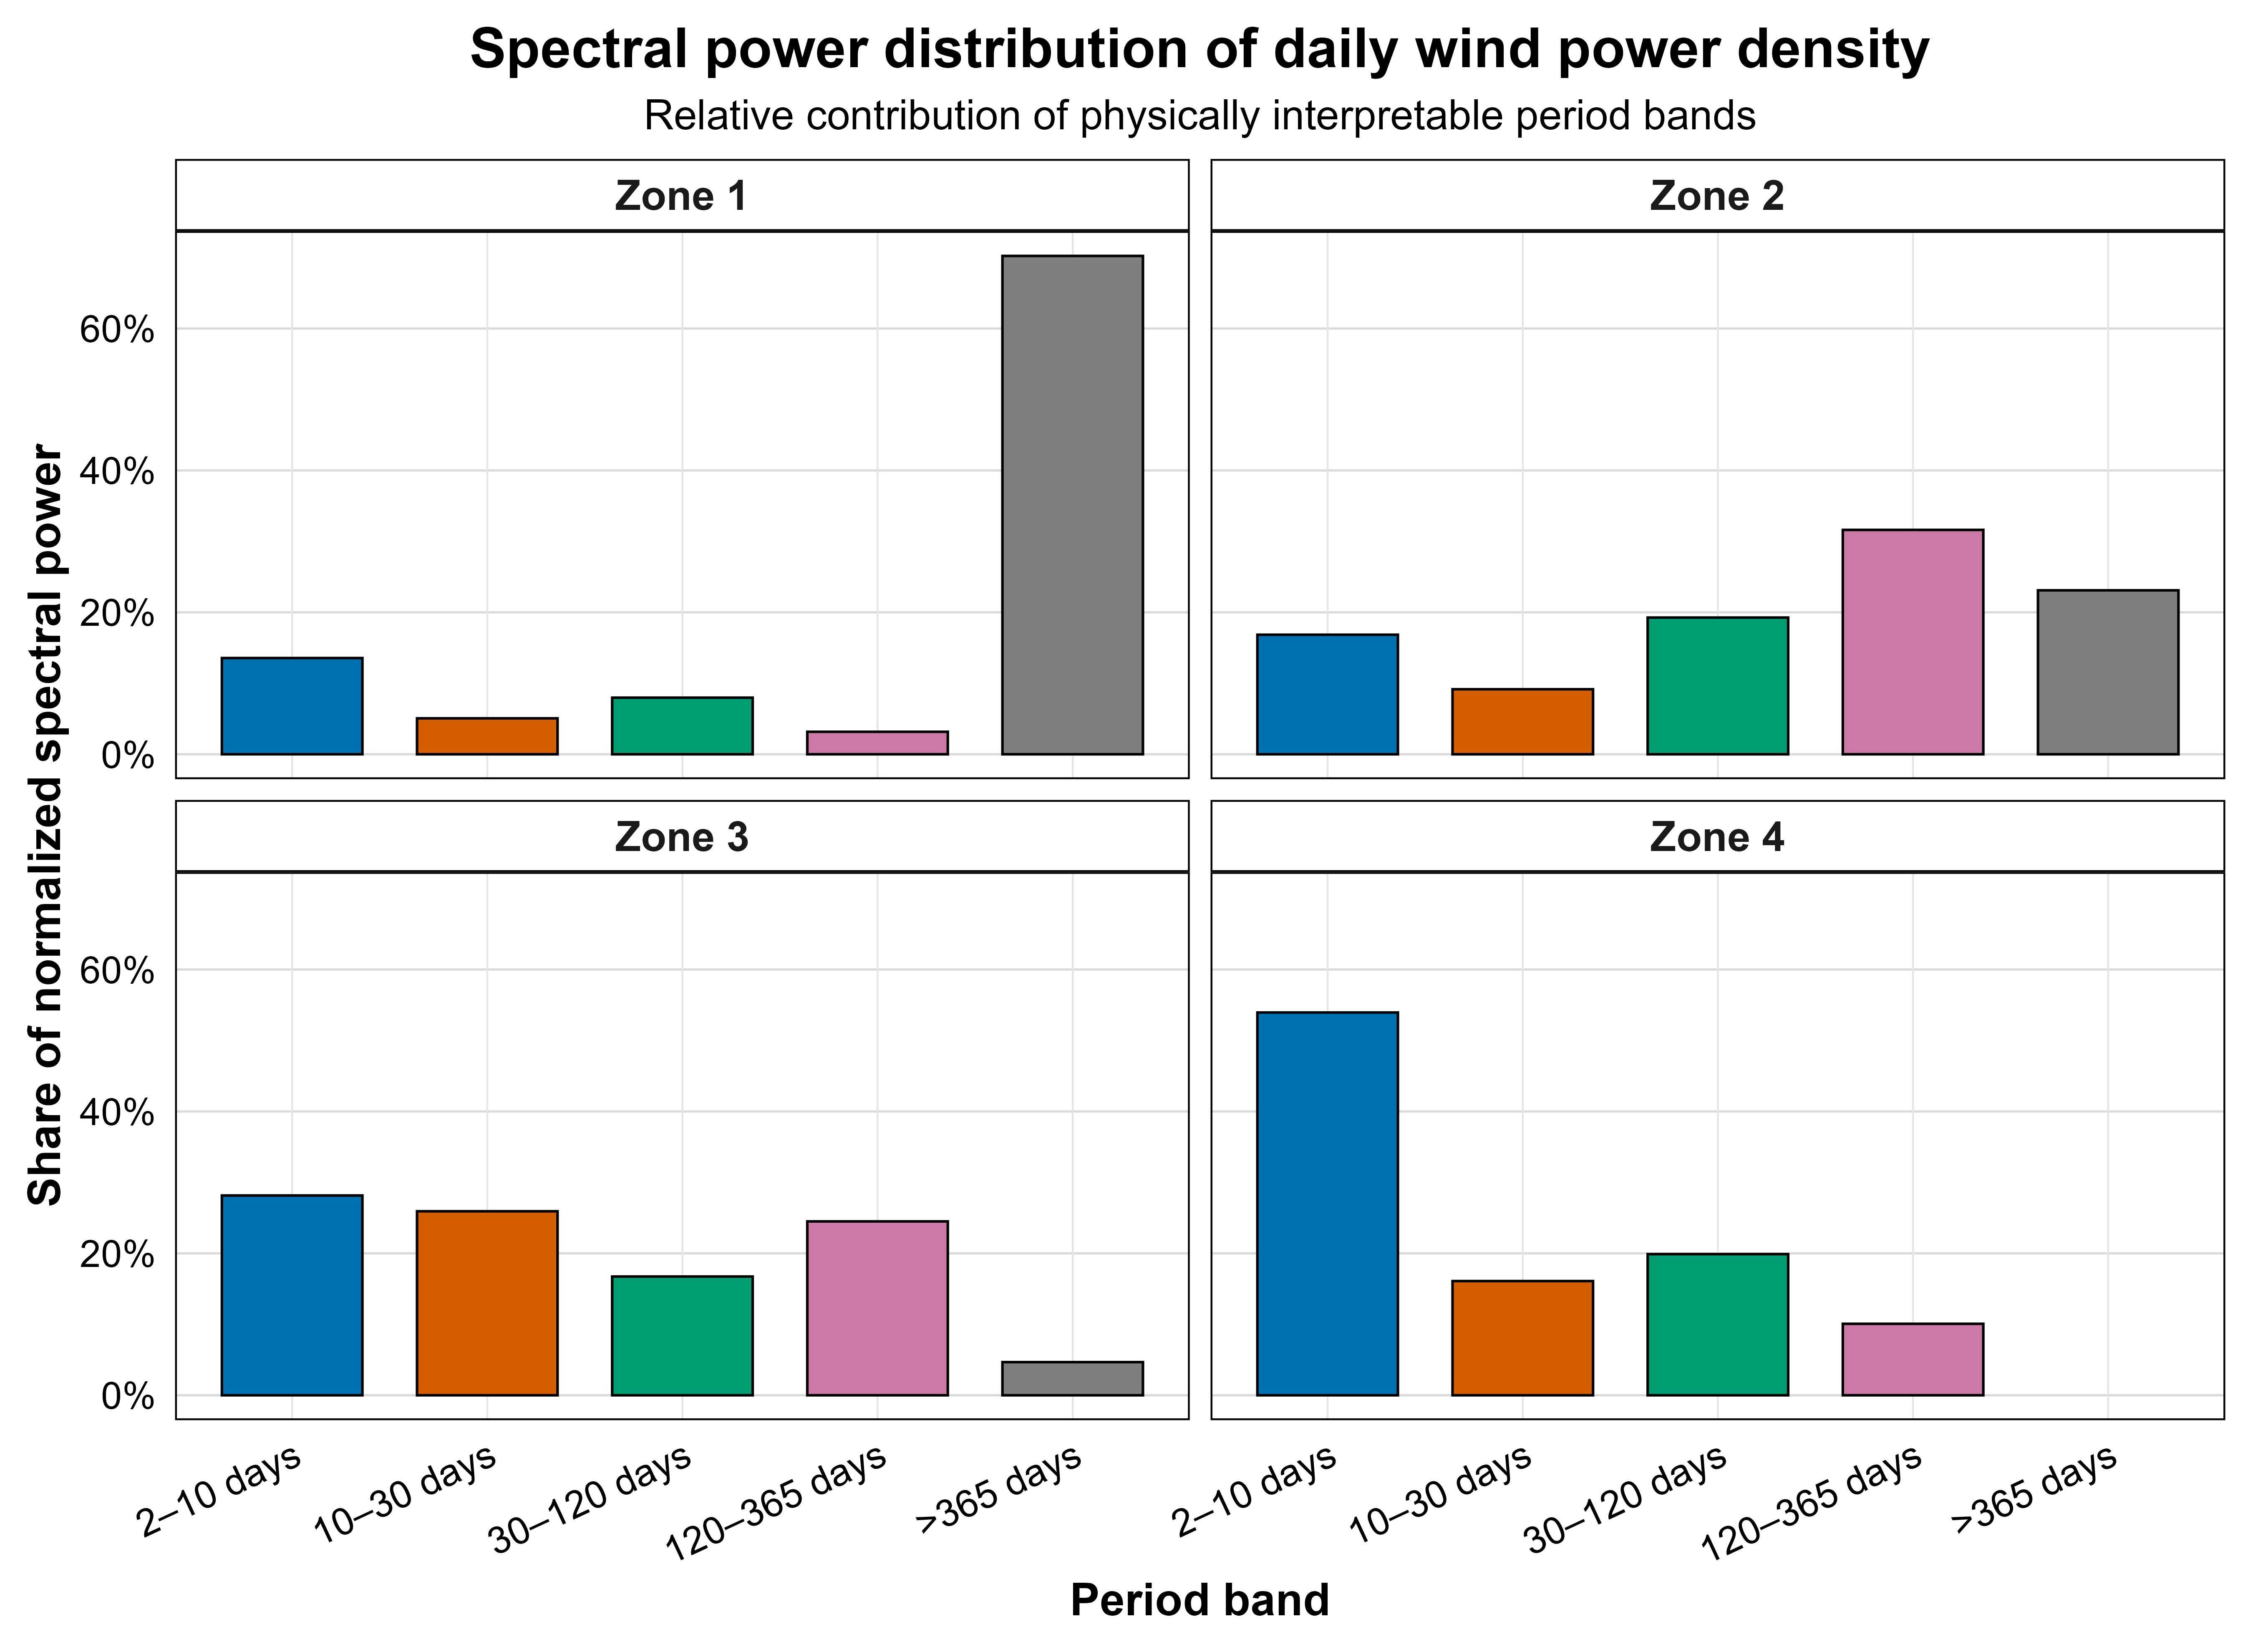 Spectral power distribution of daily wind power density
Relative contribution of physically interpretable period bands
Share of normalized spectral power
Zone 1
60%
40%
20%
0%
Zone 2
Zone 3
60%
40%
20%
0%
Zone 4
2–10 days
10–30 days
30–120 days
120–365 days
>365 days
2–10 days
10–30 days
30–120 days
120–365 days
>365 days
Period band